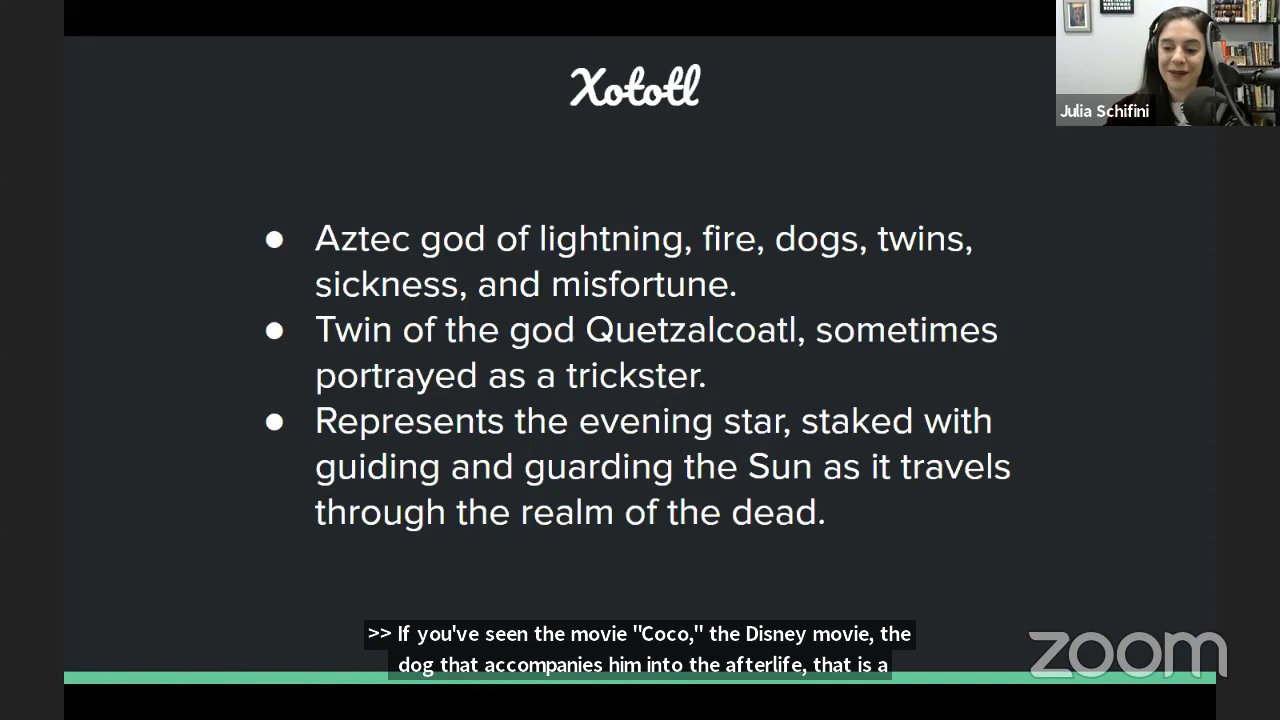 Xototl
Julia Schifini
● Aztec god of lightning, fire, dogs, twins,
sickness, and misfortune.
● Twin of the god Quetzalcoatl, sometimes
portrayed as a trickster.
● Represents the evening star, staked with
guiding and guarding the Sun as it travels
through the realm of the dead.
>> If you've seen the movie "Coco," the Disney movie, the
dog that accompanies him into the afterlife, that is a
zoom